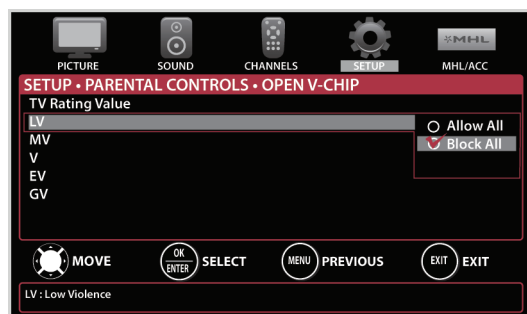 PICTURE SOUND CHANNELS SETUP MHL/ACC
MHL
SETUP • PARENTAL CONTROLS • OPEN V-CHIP
TV Rating Value
LV
MV
V
EV
GV
Allow All
Block All
MOVE OK ENTER SELECT MENU PREVIOUS EXIT EXIT
LV : Low Violence